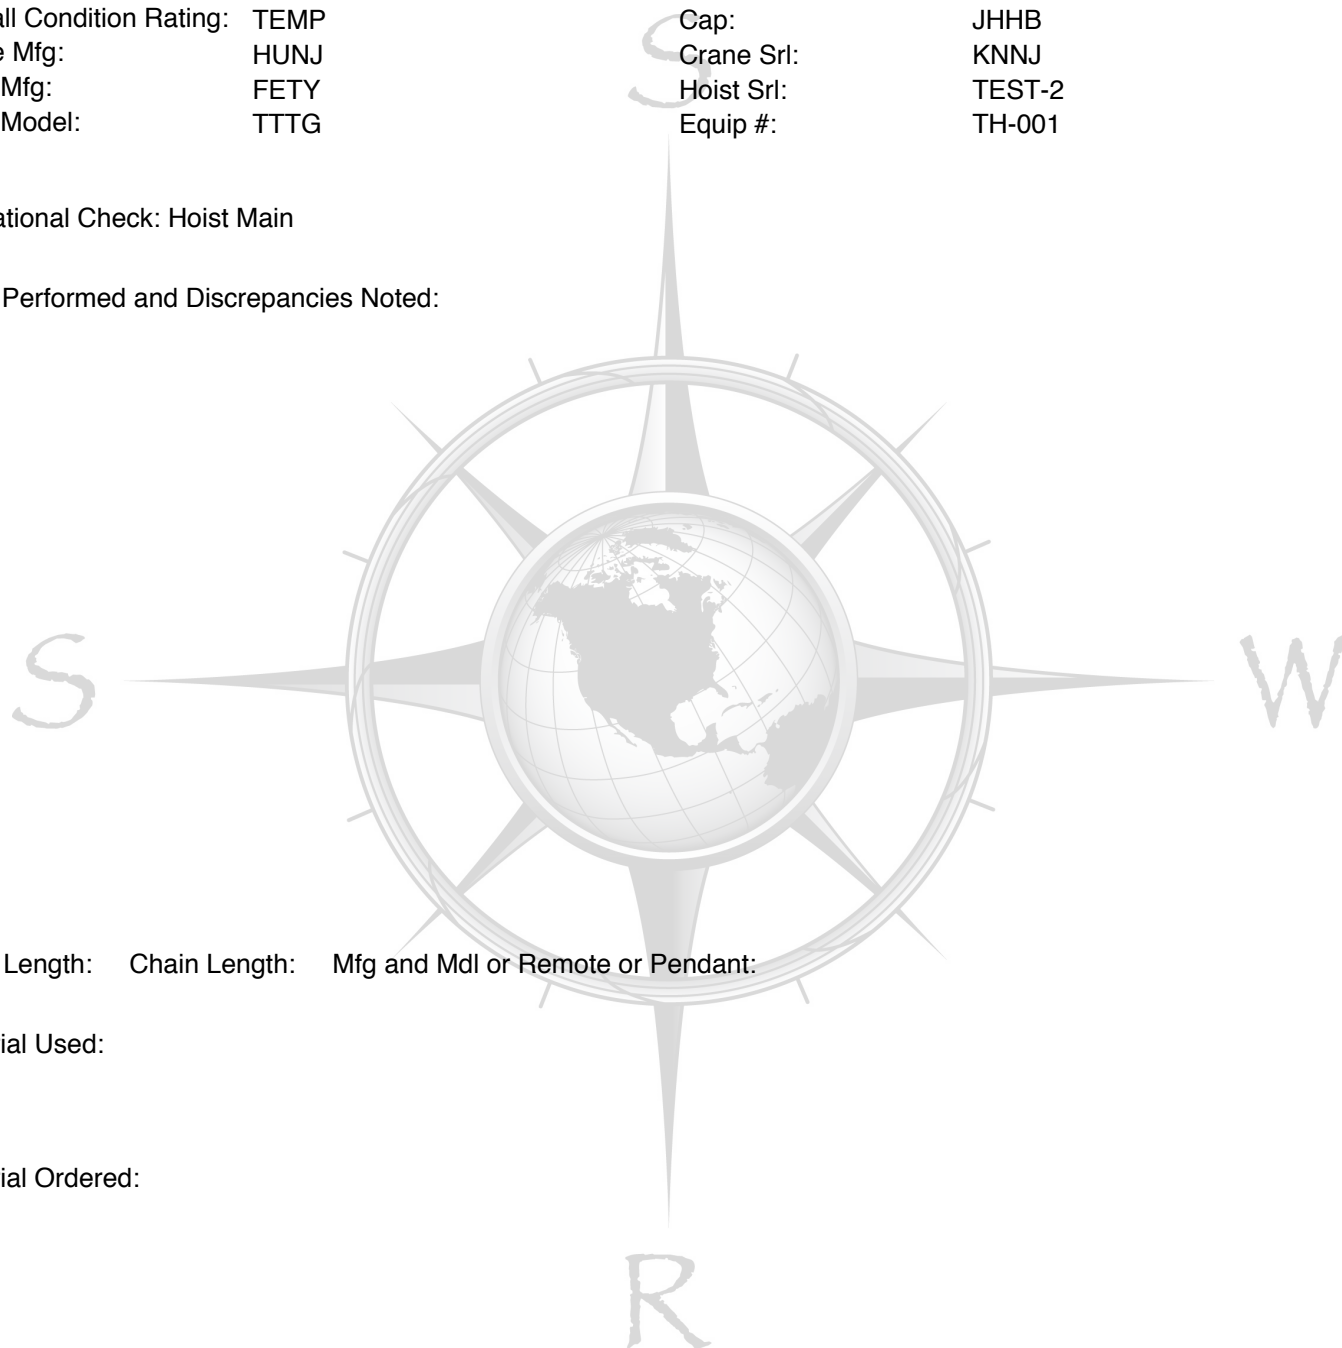 all Condition Rating: TEMP Cap: JHHB
e Mfg: HUNJ Crane Srl: KNNJ
Mfg: FETY Hoist Srl: TEST-2
Model: TTTG Equip #: TH-001
S
ational Check: Hoist Main
Performed and Discrepancies Noted:
S W
Length: Chain Length: Mfg and Mdl or Remote or Pendant:
ial Used:
ial Ordered:
R